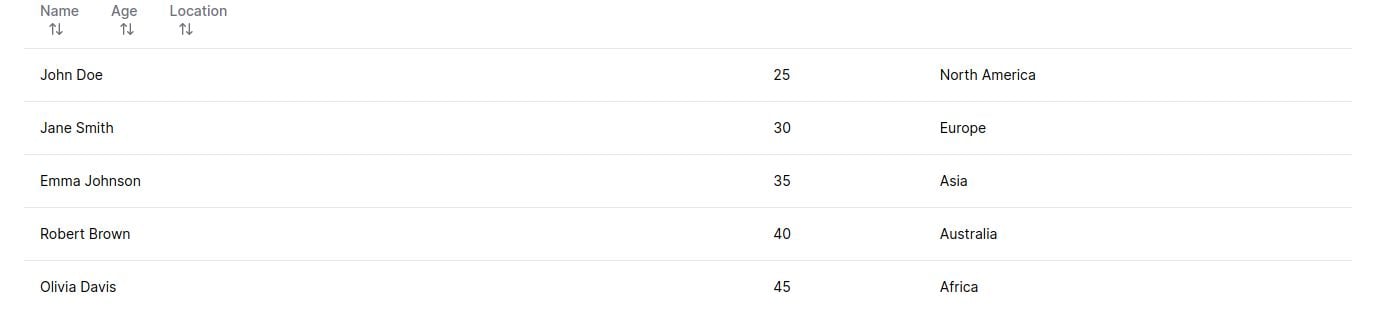 Name Age Location
John Doe 25 North America
Jane Smith 30 Europe
Emma Johnson 35 Asia
Robert Brown 40 Australia
Olivia Davis 45 Africa